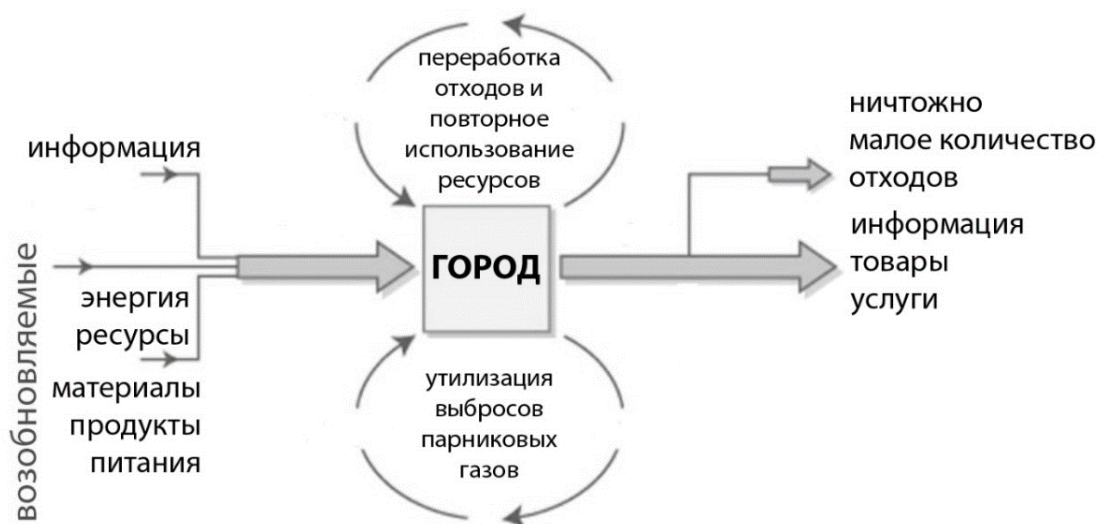 переработка
отходов и
повторное
использование
ресурсов
ничтожно
малое количество
отходов
информация
ГОРОД
информация
товары
услуги
возобновляемые
энергия
ресурсы
материалы
продукты
питания
утилизация
выбросов
парниковых
газов